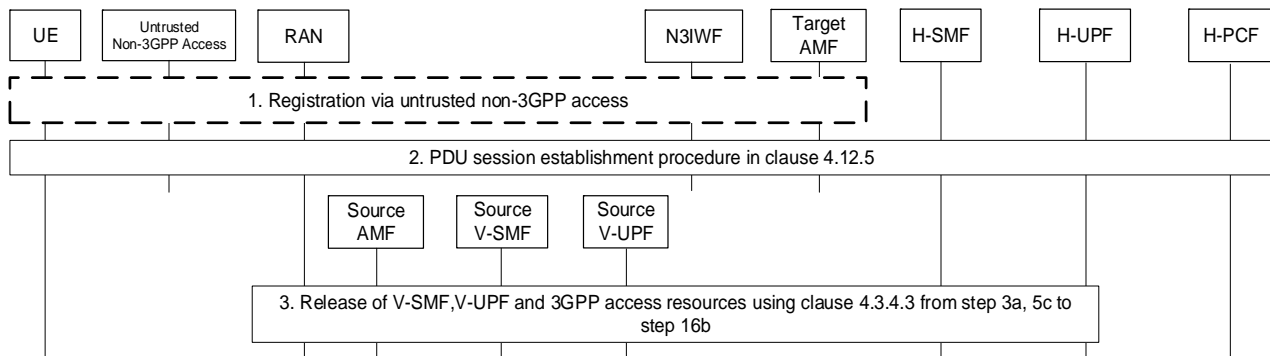 UE
Untrusted
Non-3GPP Access
RAN
N3IWF
Target
AMF
H-SMF
H-UPF
H-PCF
1. Registration via untrusted non-3GPP access
2. PDU session establishment procedure in clause 4.12.5
Source
AMF
Source
V-SMF
Source
V-UPF
3. Release of V-SMF,V-UPF and 3GPP access resources using clause 4.3.4.3 from step 3a, 5c to
step 16b